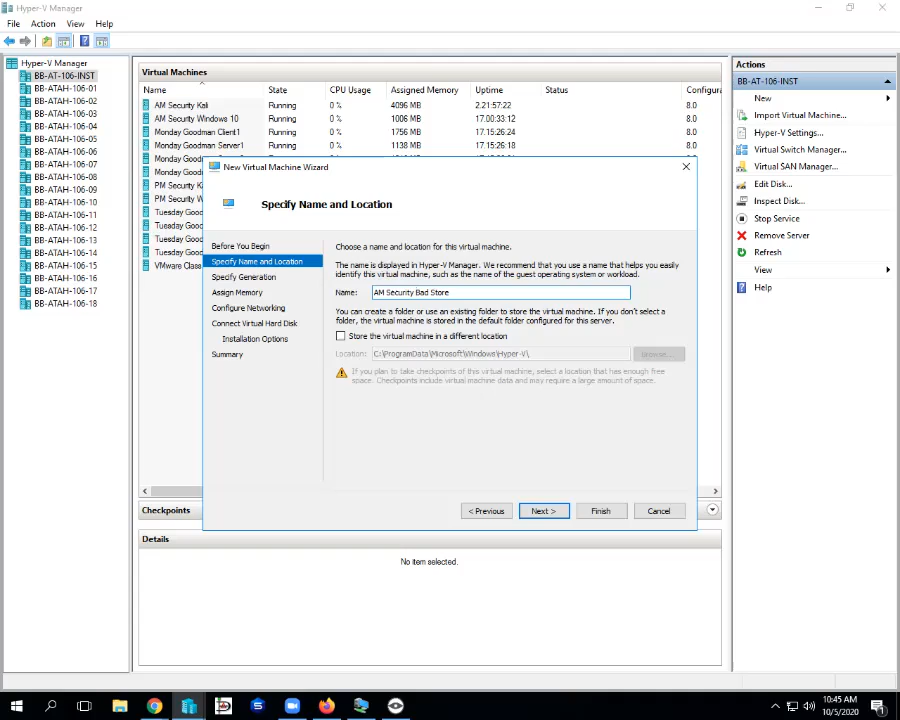 Hyper-V Manager
File Action View Help
Hyper-V Manager
BB-AT-106-INST
BB-ATAH-106-01
BB-ATAH-106-02
BB-ATAH-106-03
BB-ATAH-106-04
BB-ATAH-106-05
BB-ATAH-106-06
BB-ATAH-106-07
BB-ATAH-106-08
BB-ATAH-106-09
BB-ATAH-106-10
BB-ATAH-106-11
BB-ATAH-106-12
BB-ATAH-106-13
BB-ATAH-106-14
BB-ATAH-106-15
BB-ATAH-106-16
BB-ATAH-106-17
BB-ATAH-106-18
Virtual Machines
Name State CPU Usage Assigned Memory Uptime Status Configura
AM Security Kali Running 0 % 4096 MB 2.21:57:22 8.0
AM Security Windows 10 Running 0 % 1006 MB 17.00:33:12 8.0
Monday Goodman Client1 Running 0 % 1756 MB 17.15:26:24 8.0
Monday Goodman Server1 Running 0 % 1138 MB 17.15:26:18 8.0
Monday Good
Monday Good
PM Security Ka
PM Security W
Tuesday Good
Tuesday Good
Tuesday Good
Tuesday Good
VMware Class
New Virtual Machine Wizard
Specify Name and Location
Before You Begin
Specify Name and Location
Specify Generation
Assign Memory
Configure Networking
Connect Virtual Hard Disk
Installation Options
Summary
Choose a name and location for this virtual machine.
The name is displayed in Hyper-V Manager. We recommend that you use a name that helps you easily
identify this virtual machine, such as the name of the guest operating system or workload.
Name: AM Security Bad Store
You can create a folder or use an existing folder to store the virtual machine. If you don't select a
folder, the virtual machine is stored in the default folder configured for this server.
Store the virtual machine in a different location
Location: C:\ProgramData\Microsoft\Windows\Hyper-V\ Browse...
If you plan to take checkpoints of this virtual machine, select a location that has enough free
space. Checkpoints include virtual machine data and may require a large amount of space.
< Previous Next > Finish Cancel
Checkpoints
Details
No item selected.
Actions
BB-AT-106-INST
New
Import Virtual Machine...
Hyper-V Settings...
Virtual Switch Manager...
Virtual SAN Manager...
Edit Disk...
Inspect Disk...
Stop Service
Remove Server
Refresh
View
Help
10:45 AM
10/5/2020